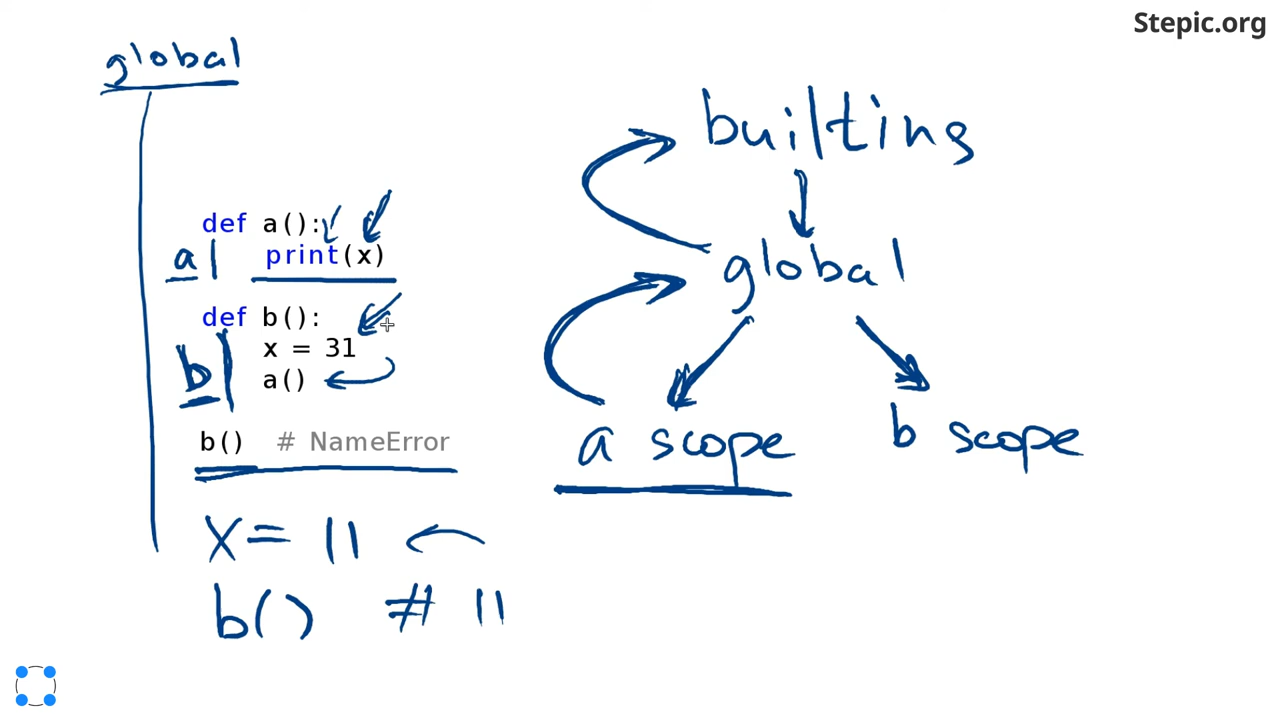 Stepic.org
global
def a():
print(x)
a
def b():
x = 31
b
a()
b() # NameError
x = 11
b() # 11
builtins
global
a scope
b scope